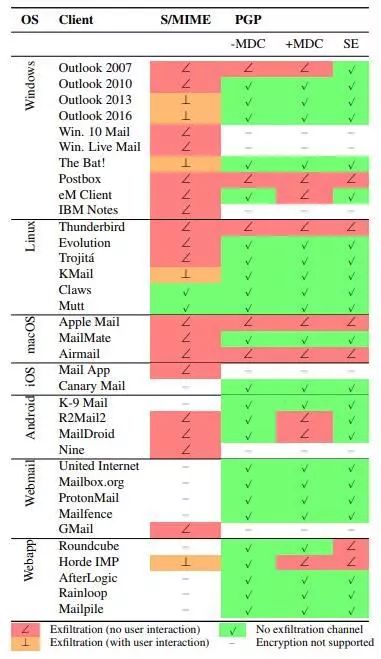 OS Client S/MIME PGP
-MDC +MDC SE
Windows
Outlook 2007 ∠ ∠ ∠ ✓
Outlook 2010 ∠ ✓ ✓ ✓
Outlook 2013 ⊥ ✓ ✓ ✓
Outlook 2016 ⊥ ✓ ✓ ✓
Win. 10 Mail ∠ – – –
Win. Live Mail ∠ – – –
The Bat! ⊥ ✓ ✓ ✓
Postbox ∠ ∠ ∠ ∠
eM Client ∠ ✓ ∠ ✓
IBM Notes ∠ – – –
Linux
Thunderbird ∠ ∠ ∠ ∠
Evolution ∠ ✓ ✓ ✓
Trojitá ∠ ✓ ✓ ✓
KMail ⊥ ✓ ✓ ✓
Claws ✓ ✓ ✓ ✓
Mutt ✓ ✓ ✓ ✓
macOS
Apple Mail ∠ ∠ ∠ ∠
MailMate ∠ ✓ ✓ ✓
Airmail ∠ ∠ ∠ ∠
iOS
Mail App ∠ – – –
Canary Mail – ✓ ✓ ✓
Android
K-9 Mail – ✓ ✓ ✓
R2Mail2 ∠ ✓ ∠ ✓
MailDroid ∠ ✓ ∠ ✓
Nine ∠ – – –
Webmail
United Internet – ✓ ✓ ✓
Mailbox.org – ✓ ✓ ✓
ProtonMail – ✓ ✓ ✓
Mailfence – ✓ ✓ ✓
GMail ∠ – – –
Webapp
Roundcube – ✓ ✓ ∠
Horde IMP ⊥ ✓ ∠ ∠
AfterLogic – ✓ ✓ ✓
Rainloop – ✓ ✓ ✓
Mailpile – ✓ ✓ ✓
∠ Exfiltration (no user interaction) ✓ No exfiltration channel
⊥ Exfiltration (with user interaction) – Encryption not supported